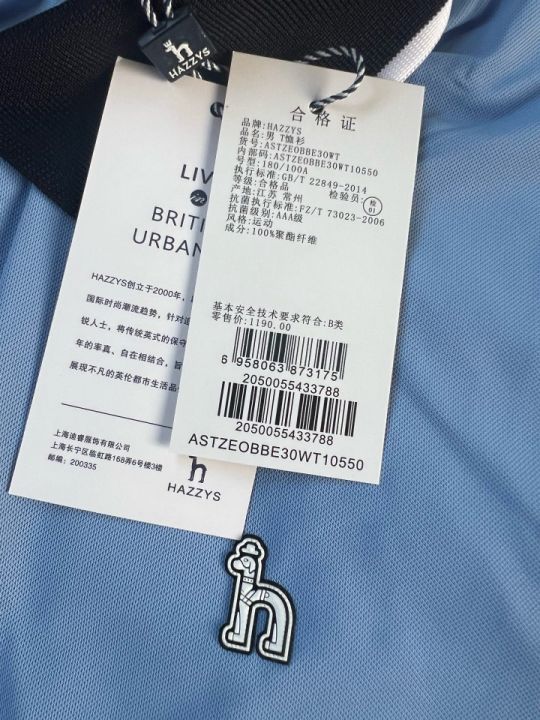 h
HAZZYS
合格证
品牌:HAZZYS
品名:男 T恤衫
货号:ASTZE0BBE30WT
内部码:ASTZE0BBE30WT10550
号型:180/100A
执行标准:GB/T 22849-2014
等级:合格品 检验员: 检01
产地:江苏 常州
抗菌执行标准:FZ/T 73023-2006
抗菌级别:AAA级
风格:运动
成分:100%聚酯纤维
基本安全技术要求符合:B类
零售价:1190.00
6 958063 873175
2050055433788
2050055433788
ASTZE0BBE30WT10550
LIV
BRITI
URBAN
HAZZYS创立于2000年,
国际时尚潮流趋势, 针对
锐人士, 将传统英式的保守
年的率真、自在相结合,
展现不凡的英伦都市生活品
上海迪睿服饰有限公司
上海长宁区临虹路168弄6号楼3楼
邮编: 200335
h
HAZZYS
h